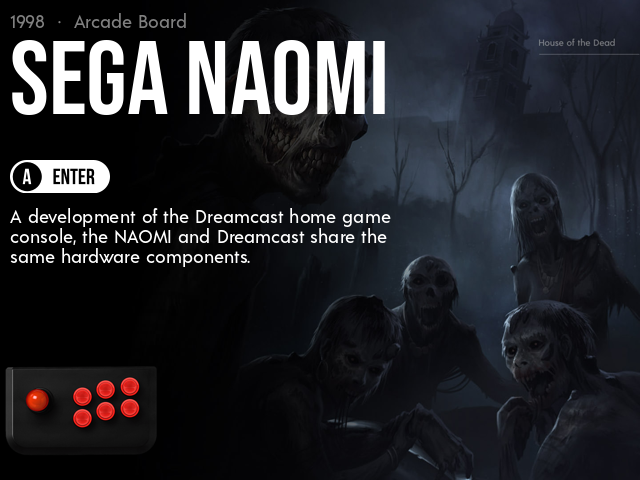 1998 · Arcade Board
SEGA NAOMI
House of the Dead
A ENTER
A development of the Dreamcast home game
console, the NAOMI and Dreamcast share the
same hardware components.